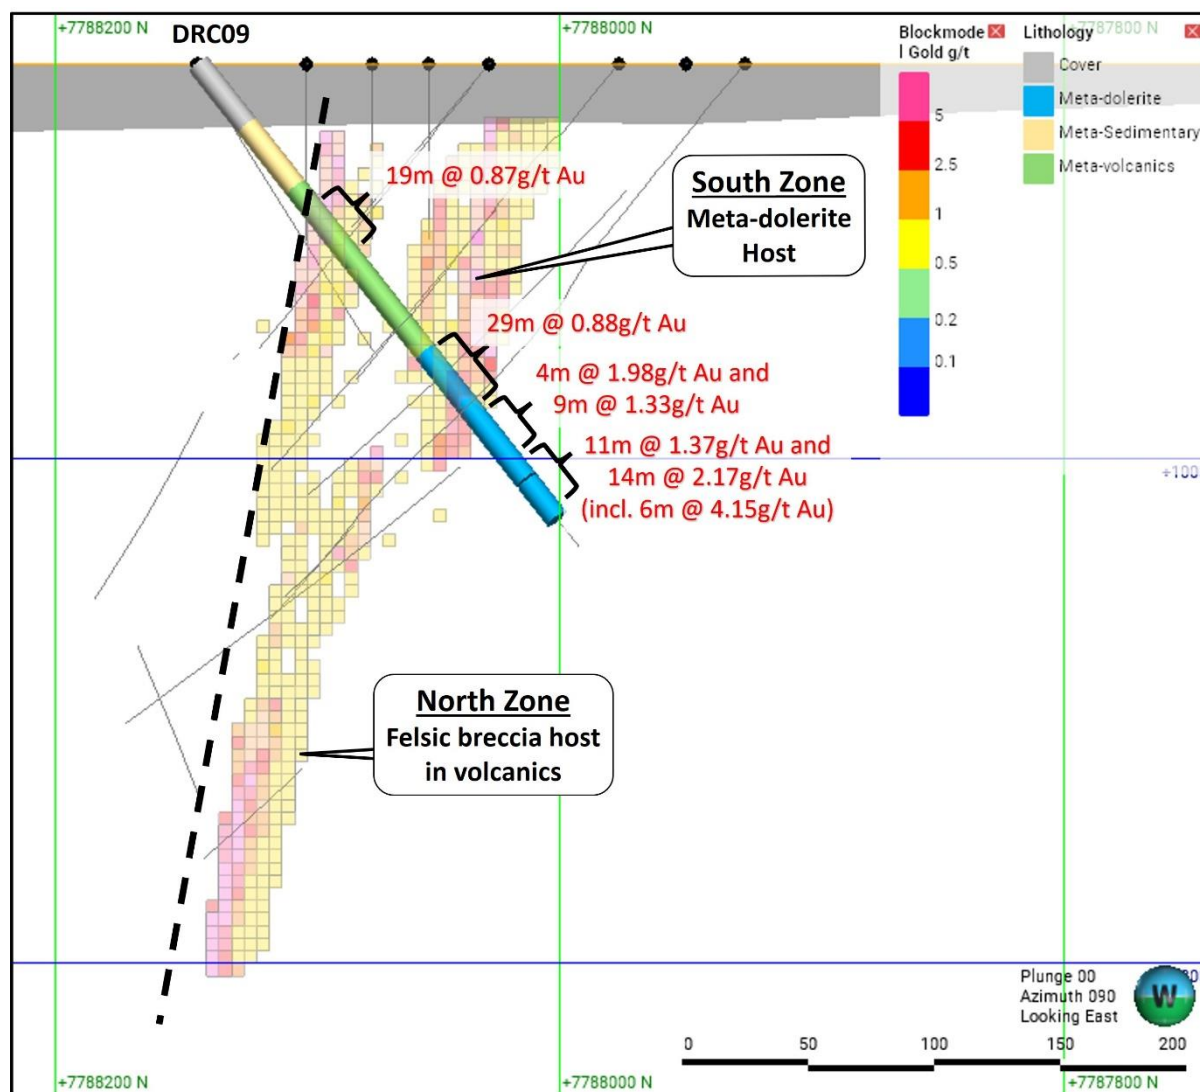 +7788200 N
+7788000 N
+7787800 N
DRC09
Blockmode
l Gold g/t
5
2.5
1
0.5
0.2
0.1
Lithology
Cover
Meta-dolerite
Meta-Sedimentary
Meta-volcanics
19m @ 0.87g/t Au
South Zone
Meta-dolerite
Host
29m @ 0.88g/t Au
4m @ 1.98g/t Au and
9m @ 1.33g/t Au
11m @ 1.37g/t Au and
14m @ 2.17g/t Au
(incl. 6m @ 4.15g/t Au)
+100
North Zone
Felsic breccia host
in volcanics
Plunge 00
Azimuth 090
Looking East
W
0
50
100
150
200
+7788200 N
+7788000 N
+7787800 N